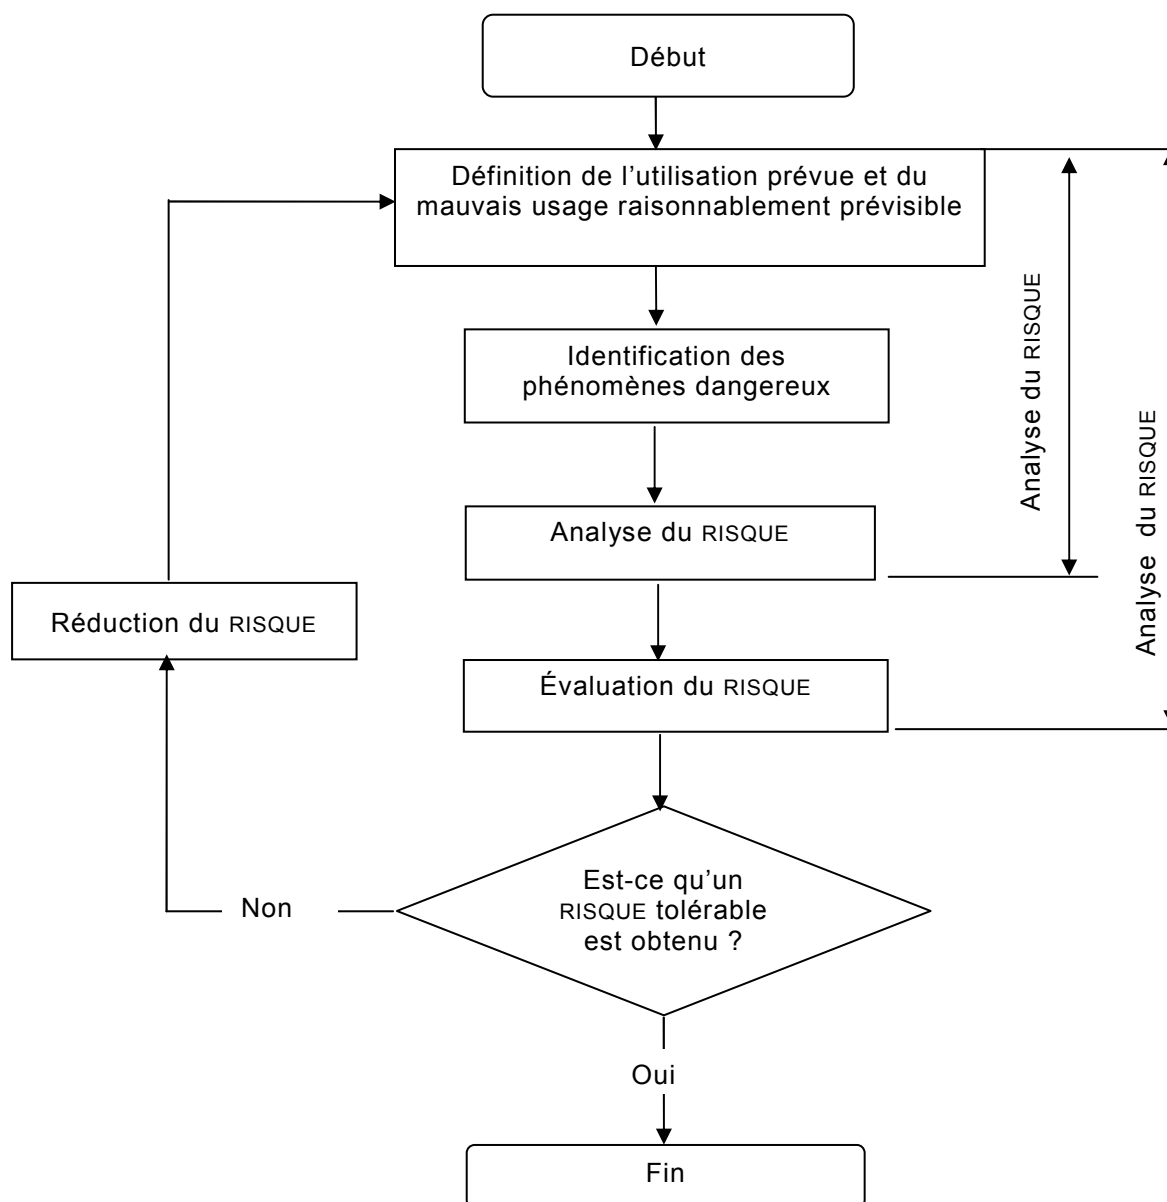 Début
Définition de l’utilisation prévue et du
mauvais usage raisonnablement prévisible
Identification des
phénomènes dangereux
Analyse du RISQUE
Analyse du RISQUE
Analyse du RISQUE
Réduction du RISQUE
Évaluation du RISQUE
Est-ce qu’un
RISQUE tolérable
est obtenu ?
Non
Oui
Fin